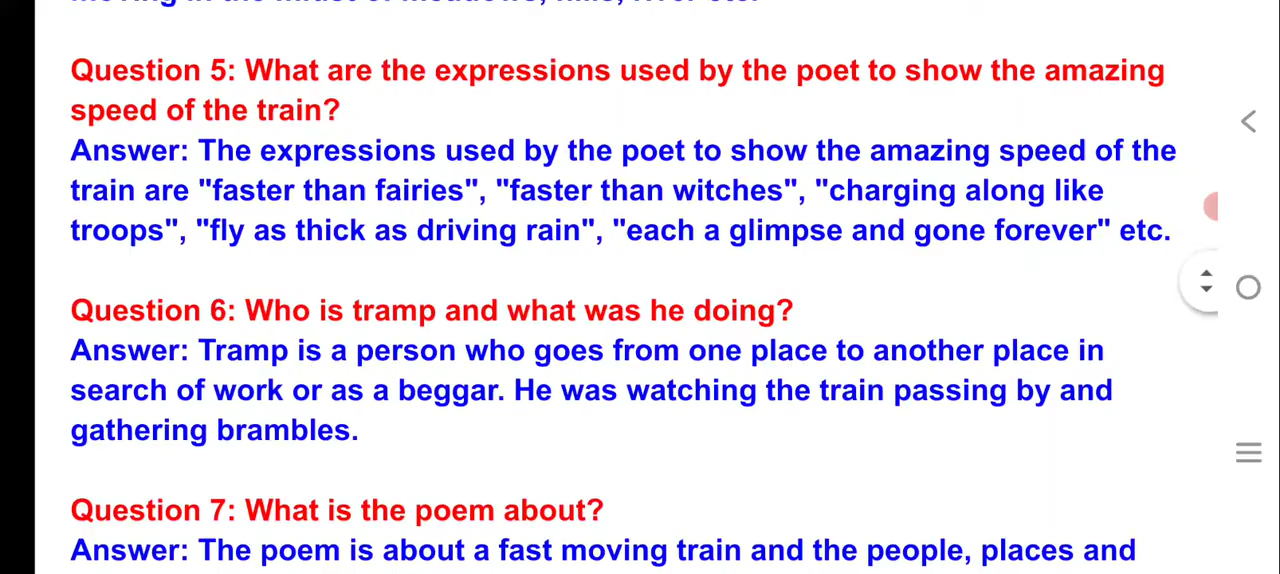 Question 5: What are the expressions used by the poet to show the amazing
speed of the train?
Answer: The expressions used by the poet to show the amazing speed of the
train are "faster than fairies", "faster than witches", "charging along like
troops", "fly as thick as driving rain", "each a glimpse and gone forever" etc.
Question 6: Who is tramp and what was he doing?
Answer: Tramp is a person who goes from one place to another place in
search of work or as a beggar. He was watching the train passing by and
gathering brambles.
Question 7: What is the poem about?
Answer: The poem is about a fast moving train and the people, places and